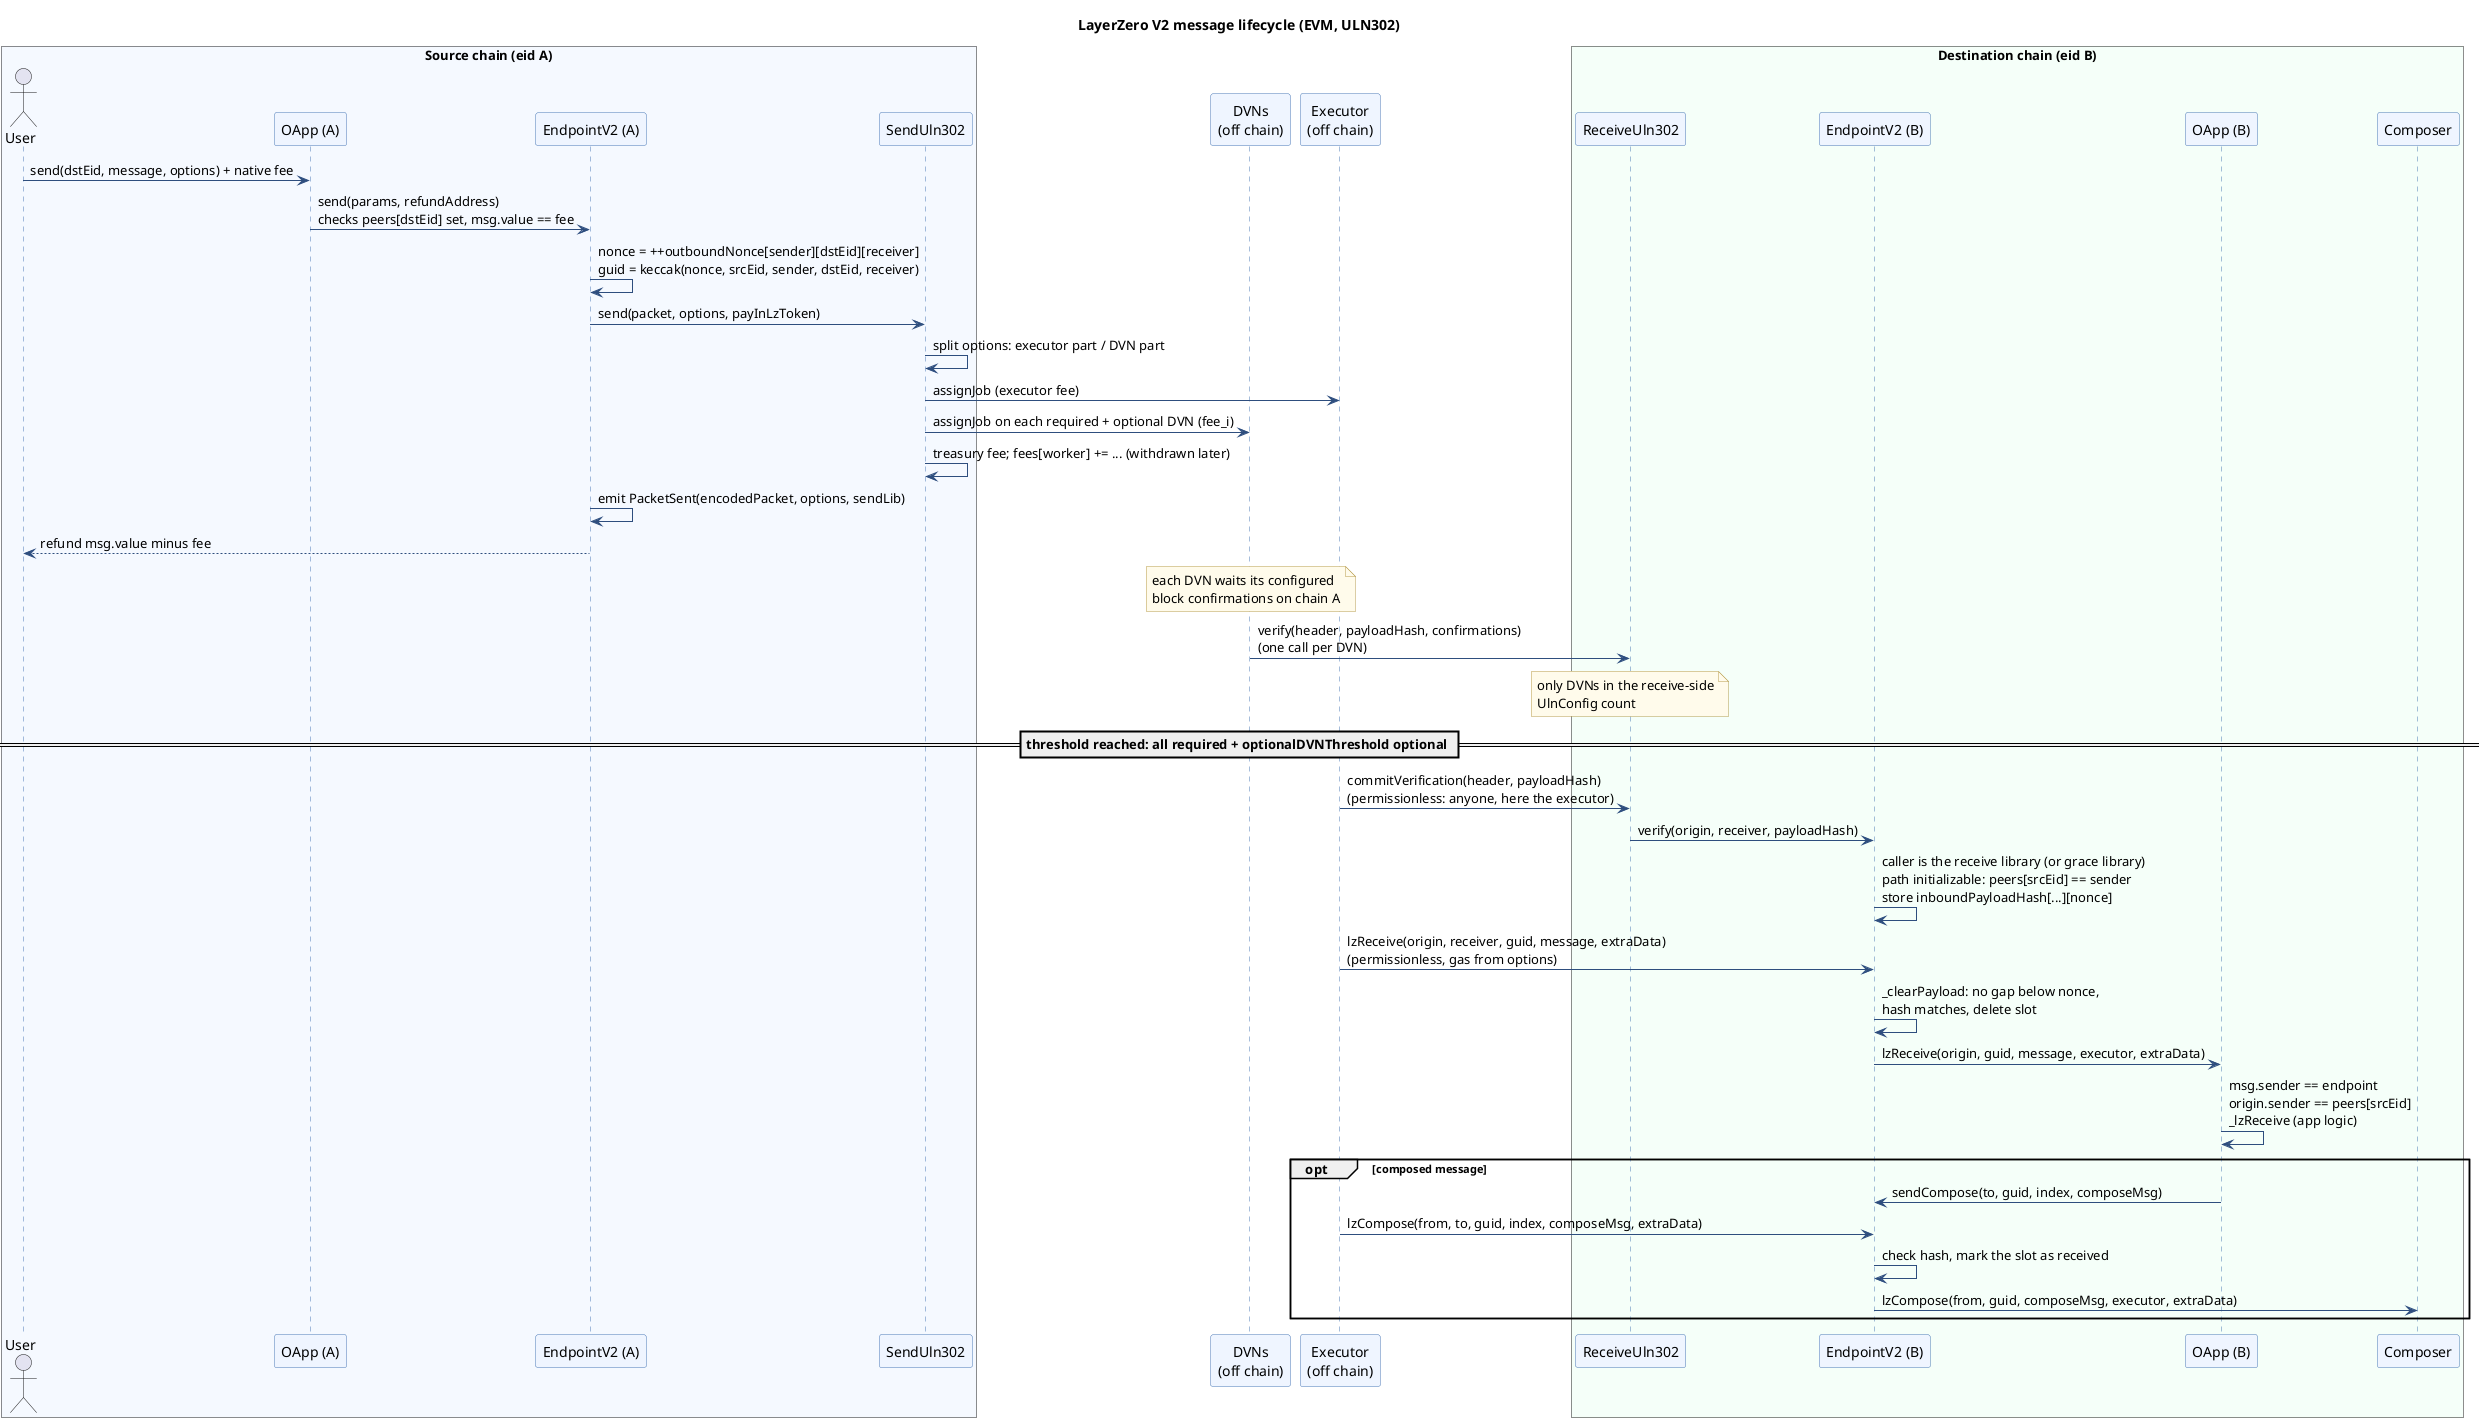 LayerZero V2 message lifecycle (EVM, ULN302)
Source chain (eid A)
Destination chain (eid B)
User
OApp (A)
EndpointV2 (A)
SendUln302
DVNs
(off chain)
Executor
(off chain)
ReceiveUln302
EndpointV2 (B)
OApp (B)
Composer
send(dstEid, message, options) + native fee
send(params, refundAddress)
checks peers[dstEid] set, msg.value == fee
nonce = ++outboundNonce[sender][dstEid][receiver]
guid = keccak(nonce, srcEid, sender, dstEid, receiver)
send(packet, options, payInLzToken)
split options: executor part / DVN part
assignJob (executor fee)
assignJob on each required + optional DVN (fee_i)
treasury fee; fees[worker] += ... (withdrawn later)
emit PacketSent(encodedPacket, options, sendLib)
refund msg.value minus fee
each DVN waits its configured
block confirmations on chain A
verify(header, payloadHash, confirmations)
(one call per DVN)
only DVNs in the receive-side
UlnConfig count
threshold reached: all required + optionalDVNThreshold optional
commitVerification(header, payloadHash)
(permissionless: anyone, here the executor)
verify(origin, receiver, payloadHash)
caller is the receive library (or grace library)
path initializable: peers[srcEid] == sender
store inboundPayloadHash[...][nonce]
lzReceive(origin, receiver, guid, message, extraData)
(permissionless, gas from options)
_clearPayload: no gap below nonce,
hash matches, delete slot
lzReceive(origin, guid, message, executor, extraData)
msg.sender == endpoint
origin.sender == peers[srcEid]
_lzReceive (app logic)
opt
[composed message]
sendCompose(to, guid, index, composeMsg)
lzCompose(from, to, guid, index, composeMsg, extraData)
check hash, mark the slot as received
lzCompose(from, guid, composeMsg, executor, extraData)
User
OApp (A)
EndpointV2 (A)
SendUln302
DVNs
(off chain)
Executor
(off chain)
ReceiveUln302
EndpointV2 (B)
OApp (B)
Composer